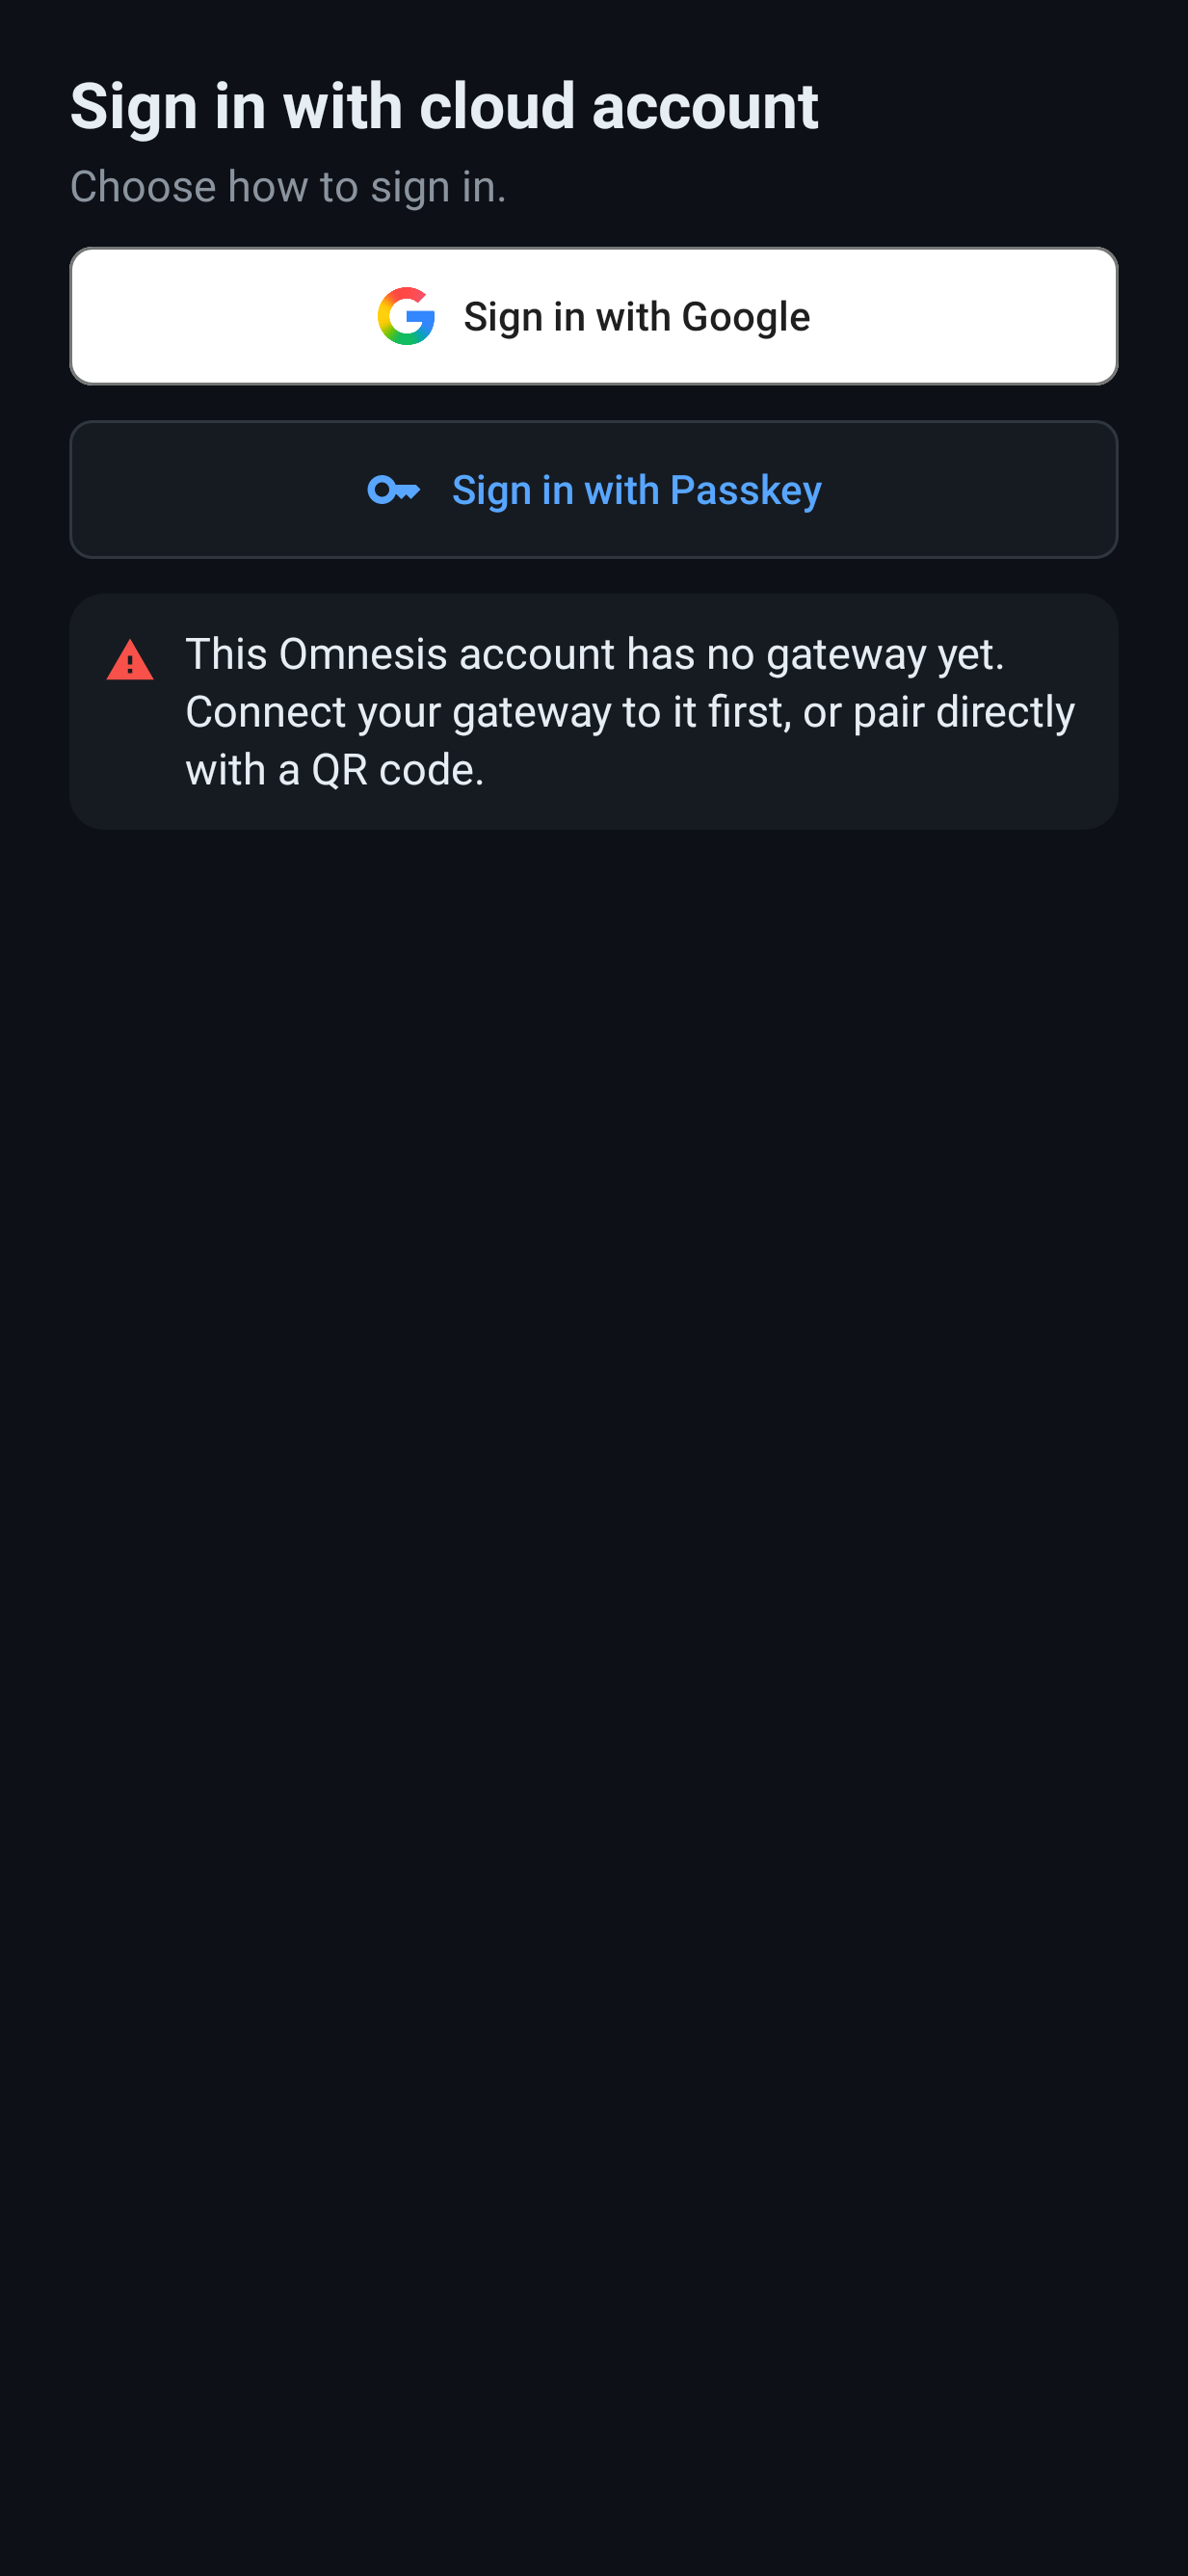 Sign in with cloud account
Choose how to sign in.
Sign in with Google
Sign in with Passkey
This Omnesis account has no gateway yet.
Connect your gateway to it first, or pair directly
with a QR code.